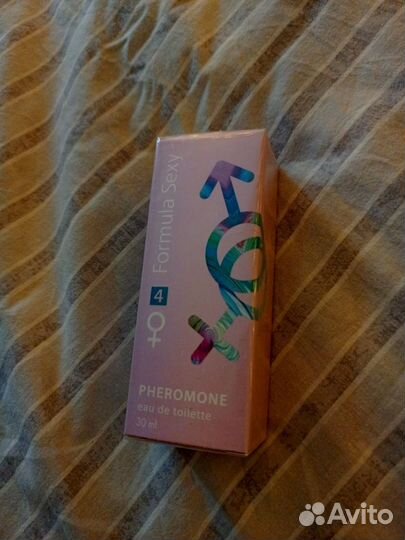 Formula Sexy
4
PHEROMONE
eau de toilette
30 ml
Avito